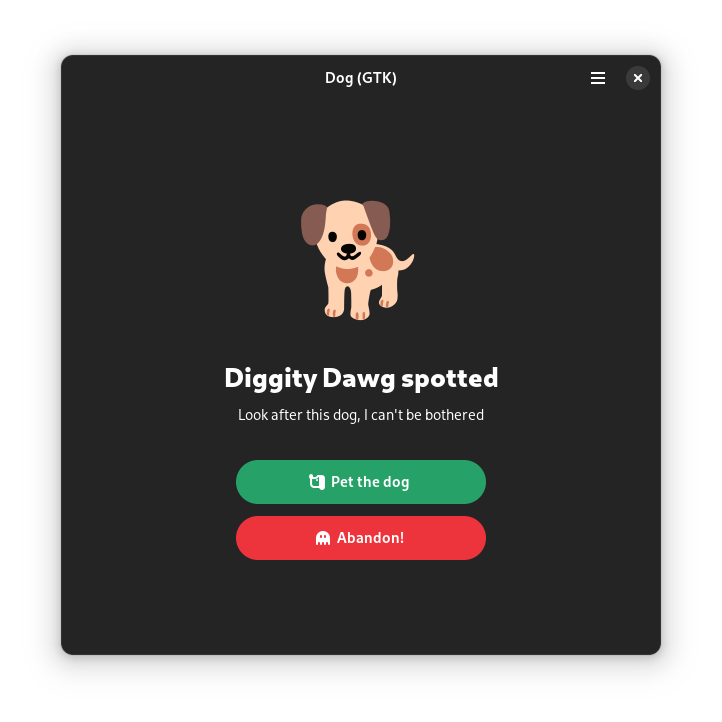 Dog (GTK)
Diggity Dawg spotted
Look after this dog, I can't be bothered
Pet the dog
Abandon!